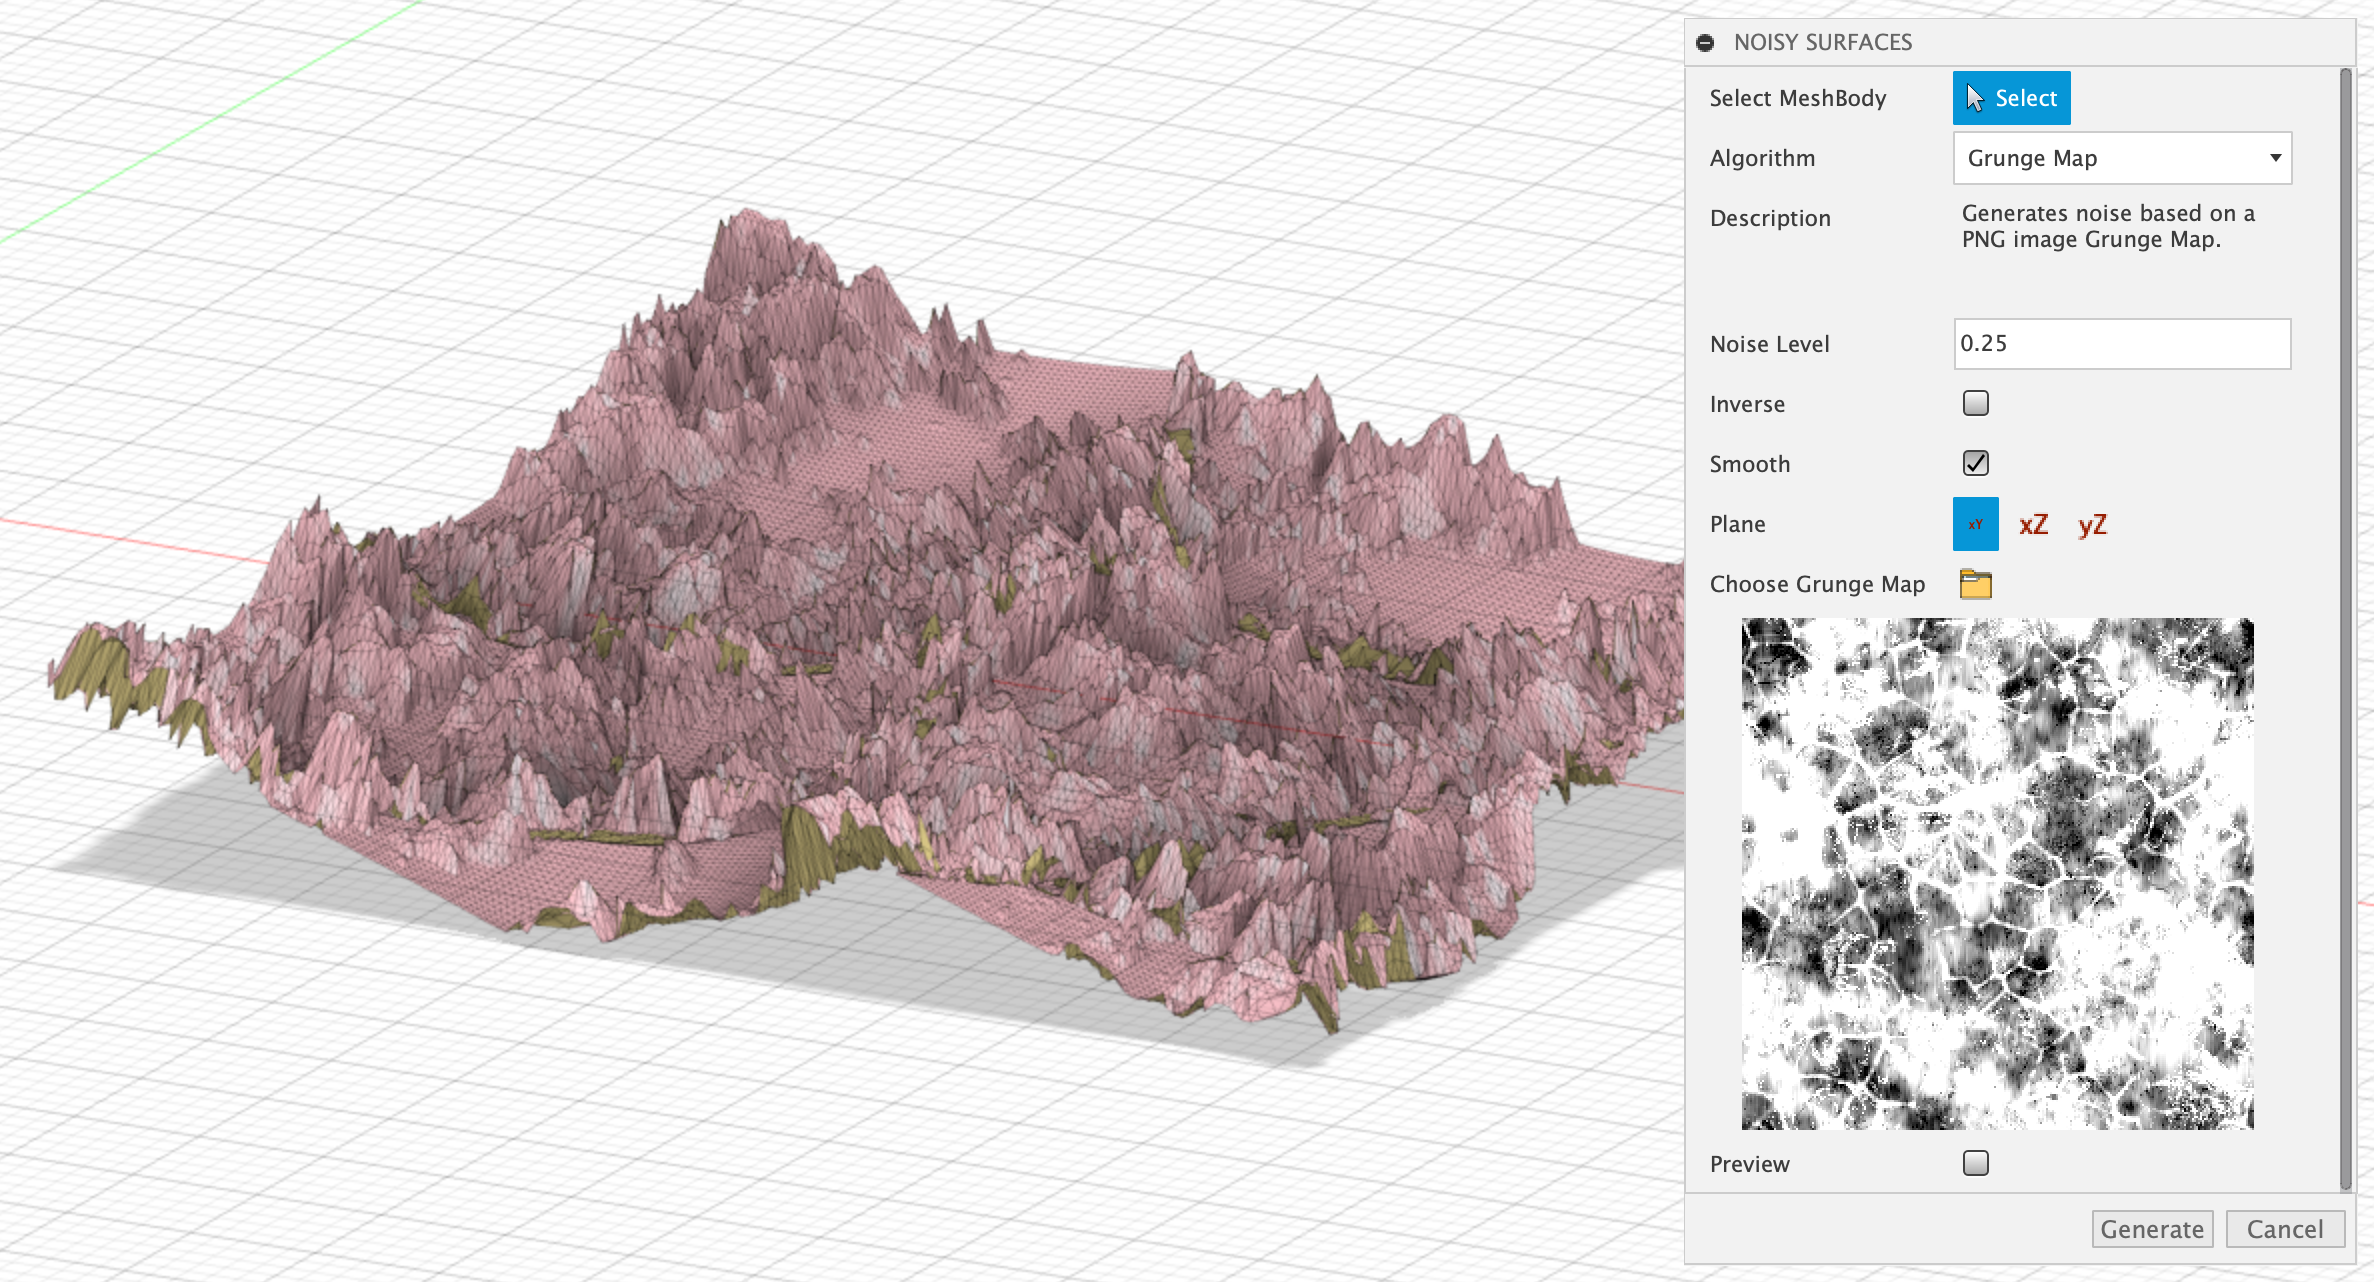 NOISY SURFACES
Select MeshBody
Select
Algorithm
Grunge Map
Description
Generates noise based on a
PNG image Grunge Map.
Noise Level
0.25
Inverse
Smooth
Plane
xY
xZ
yZ
Choose Grunge Map
Preview
Generate
Cancel